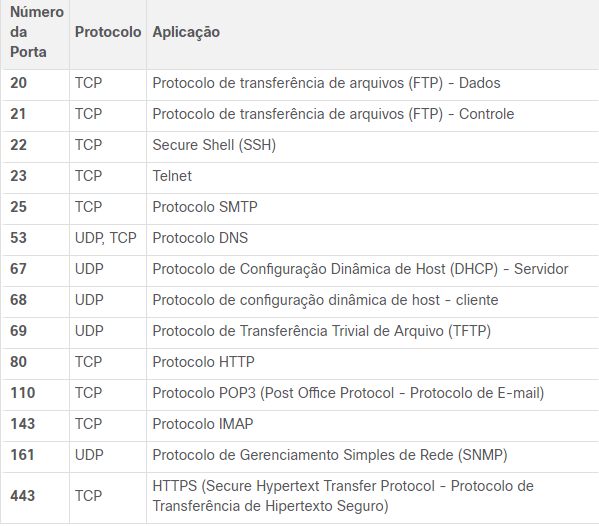 Número da Porta Protocolo Aplicação
20 TCP Protocolo de transferência de arquivos (FTP) - Dados
21 TCP Protocolo de transferência de arquivos (FTP) - Controle
22 TCP Secure Shell (SSH)
23 TCP Telnet
25 TCP Protocolo SMTP
53 UDP, TCP Protocolo DNS
67 UDP Protocolo de Configuração Dinâmica de Host (DHCP) - Servidor
68 UDP Protocolo de configuração dinâmica de host - cliente
69 UDP Protocolo de Transferência Trivial de Arquivo (TFTP)
80 TCP Protocolo HTTP
110 TCP Protocolo POP3 (Post Office Protocol - Protocolo de E-mail)
143 TCP Protocolo IMAP
161 UDP Protocolo de Gerenciamento Simples de Rede (SNMP)
443 TCP HTTPS (Secure Hypertext Transfer Protocol - Protocolo de
Transferência de Hipertexto Seguro)